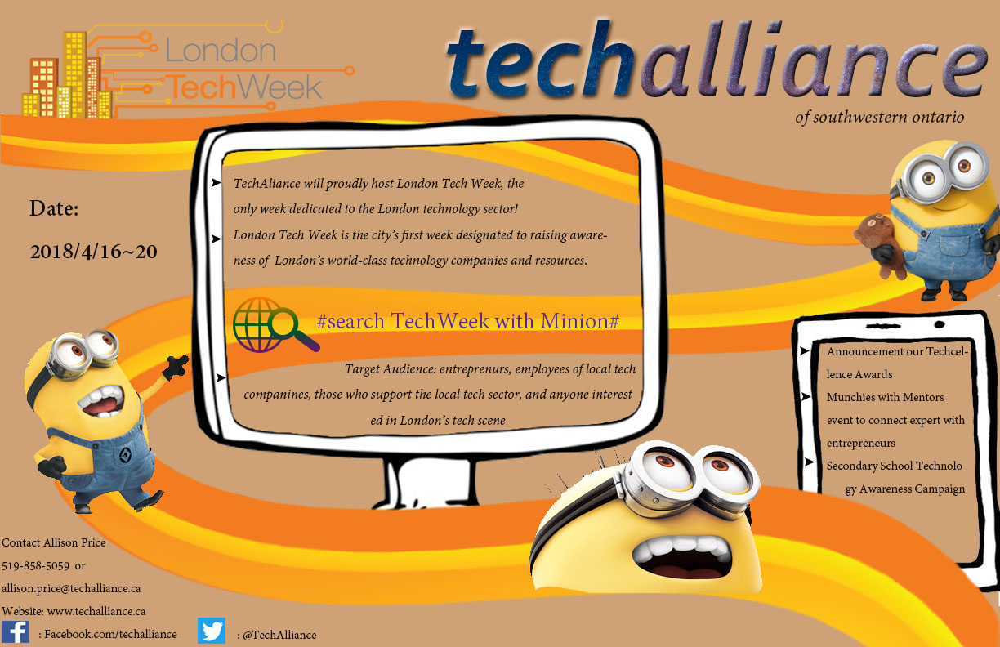 London
TechWeek
techalliance
of southwestern ontario
Date:
2018/4/16~20
TechAliance will proudly host London Tech Week, the
only week dedicated to the London technology sector!
London Tech Week is the city's first week designated to raising aware-
ness of London's world-class technology companies and resources.
#search TechWeek with Minion#
Target Audience: entreprenurs, employees of local tech
companines, those who support the local tech sector, and anyone interest
ed in London's tech scene
Announcement our Techcel-
lence Awards
Munchies with Mentors
event to connect expert with
entrepreneurs
Secondary School Technolo
gy Awareness Campaign
Contact Allison Price
519-858-5059 or
allison.price@techalliance.ca
Website: www.techalliance.ca
: Facebook.com/techalliance
: @TechAlliance